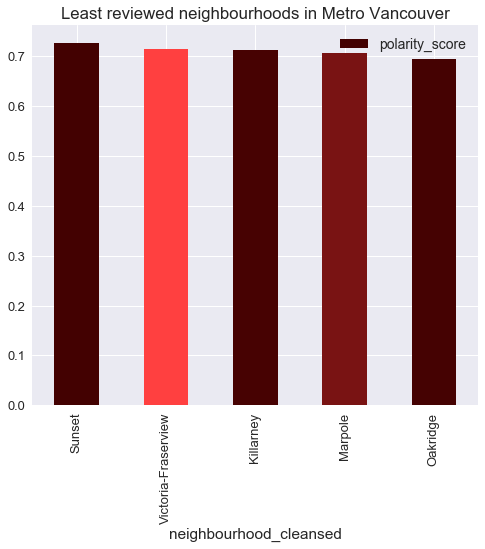 Least reviewed neighbourhoods in Metro Vancouver
polarity_score
0.7
0.6
0.5
0.4
0.3
0.2
0.1
0.0
Sunset
Victoria-Fraserview
Killarney
Marpole
Oakridge
neighbourhood_cleansed